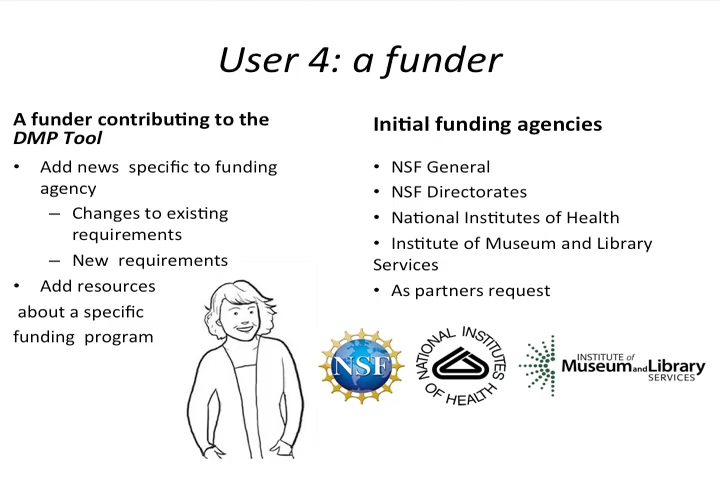 User 4: a funder
A funder contributing to the
DMP Tool
• Add news specific to funding
agency
– Changes to existing
requirements
– New requirements
• Add resources
about a specific
funding program
Initial funding agencies
• NSF General
• NSF Directorates
• National Institutes of Health
• Institute of Museum and Library
Services
• As partners request
NSF
NATIONAL INSTITUTES
OF HEALTH
INSTITUTE of
Museum and Library
SERVICES